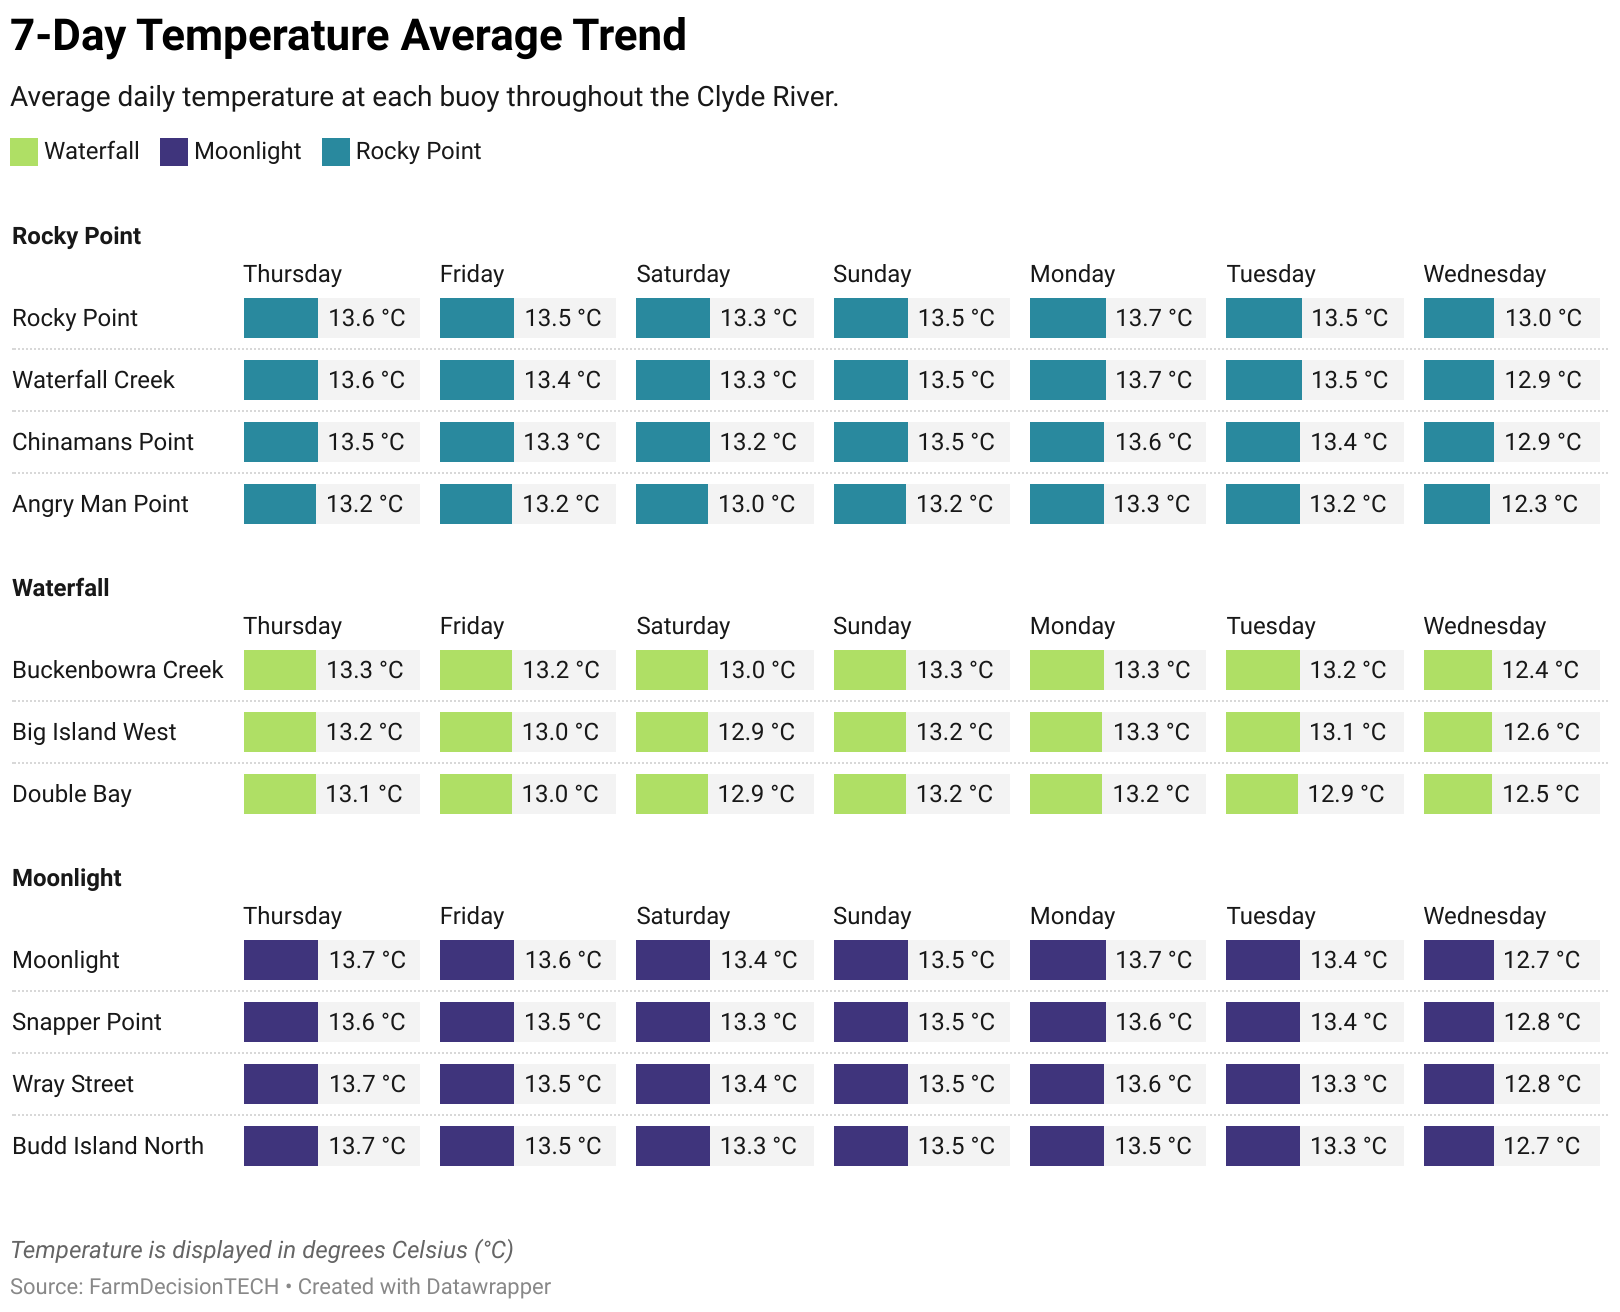 7-Day Temperature Average Trend
Average daily temperature at each buoy throughout the Clyde River.
Waterfall Moonlight Rocky Point
Rocky Point
Thursday Friday Saturday Sunday Monday Tuesday Wednesday
Rocky Point 13.6 °C 13.5 °C 13.3 °C 13.5 °C 13.7 °C 13.5 °C 13.0 °C
Waterfall Creek 13.6 °C 13.4 °C 13.3 °C 13.5 °C 13.7 °C 13.5 °C 12.9 °C
Chinamans Point 13.5 °C 13.3 °C 13.2 °C 13.5 °C 13.6 °C 13.4 °C 12.9 °C
Angry Man Point 13.2 °C 13.2 °C 13.0 °C 13.2 °C 13.3 °C 13.2 °C 12.3 °C
Waterfall
Thursday Friday Saturday Sunday Monday Tuesday Wednesday
Buckenbowra Creek 13.3 °C 13.2 °C 13.0 °C 13.3 °C 13.3 °C 13.2 °C 12.4 °C
Big Island West 13.2 °C 13.0 °C 12.9 °C 13.2 °C 13.3 °C 13.1 °C 12.6 °C
Double Bay 13.1 °C 13.0 °C 12.9 °C 13.2 °C 13.2 °C 12.9 °C 12.5 °C
Moonlight
Thursday Friday Saturday Sunday Monday Tuesday Wednesday
Moonlight 13.7 °C 13.6 °C 13.4 °C 13.5 °C 13.7 °C 13.4 °C 12.7 °C
Snapper Point 13.6 °C 13.5 °C 13.3 °C 13.5 °C 13.6 °C 13.4 °C 12.8 °C
Wray Street 13.7 °C 13.5 °C 13.4 °C 13.5 °C 13.6 °C 13.3 °C 12.8 °C
Budd Island North 13.7 °C 13.5 °C 13.3 °C 13.5 °C 13.5 °C 13.3 °C 12.7 °C
Temperature is displayed in degrees Celsius (°C)
Source: FarmDecisionTECH • Created with Datawrapper